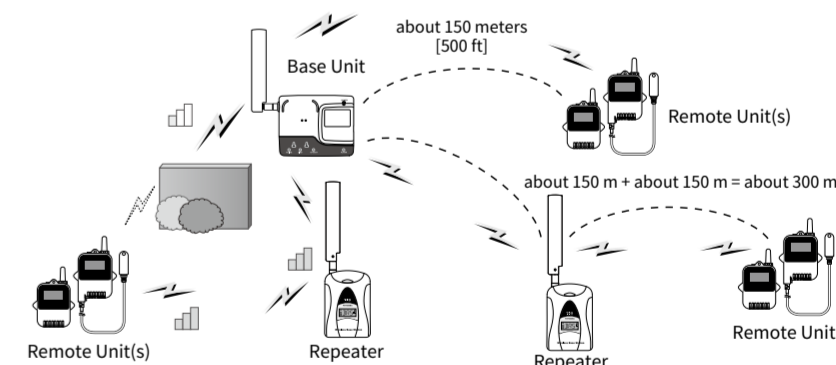 about 150 meters
[500 ft]
Base Unit
Remote Unit(s)
about 150 m + about 150 m = about 300 m
Remote Unit(s)
Repeater
Repeater
Remote Unit